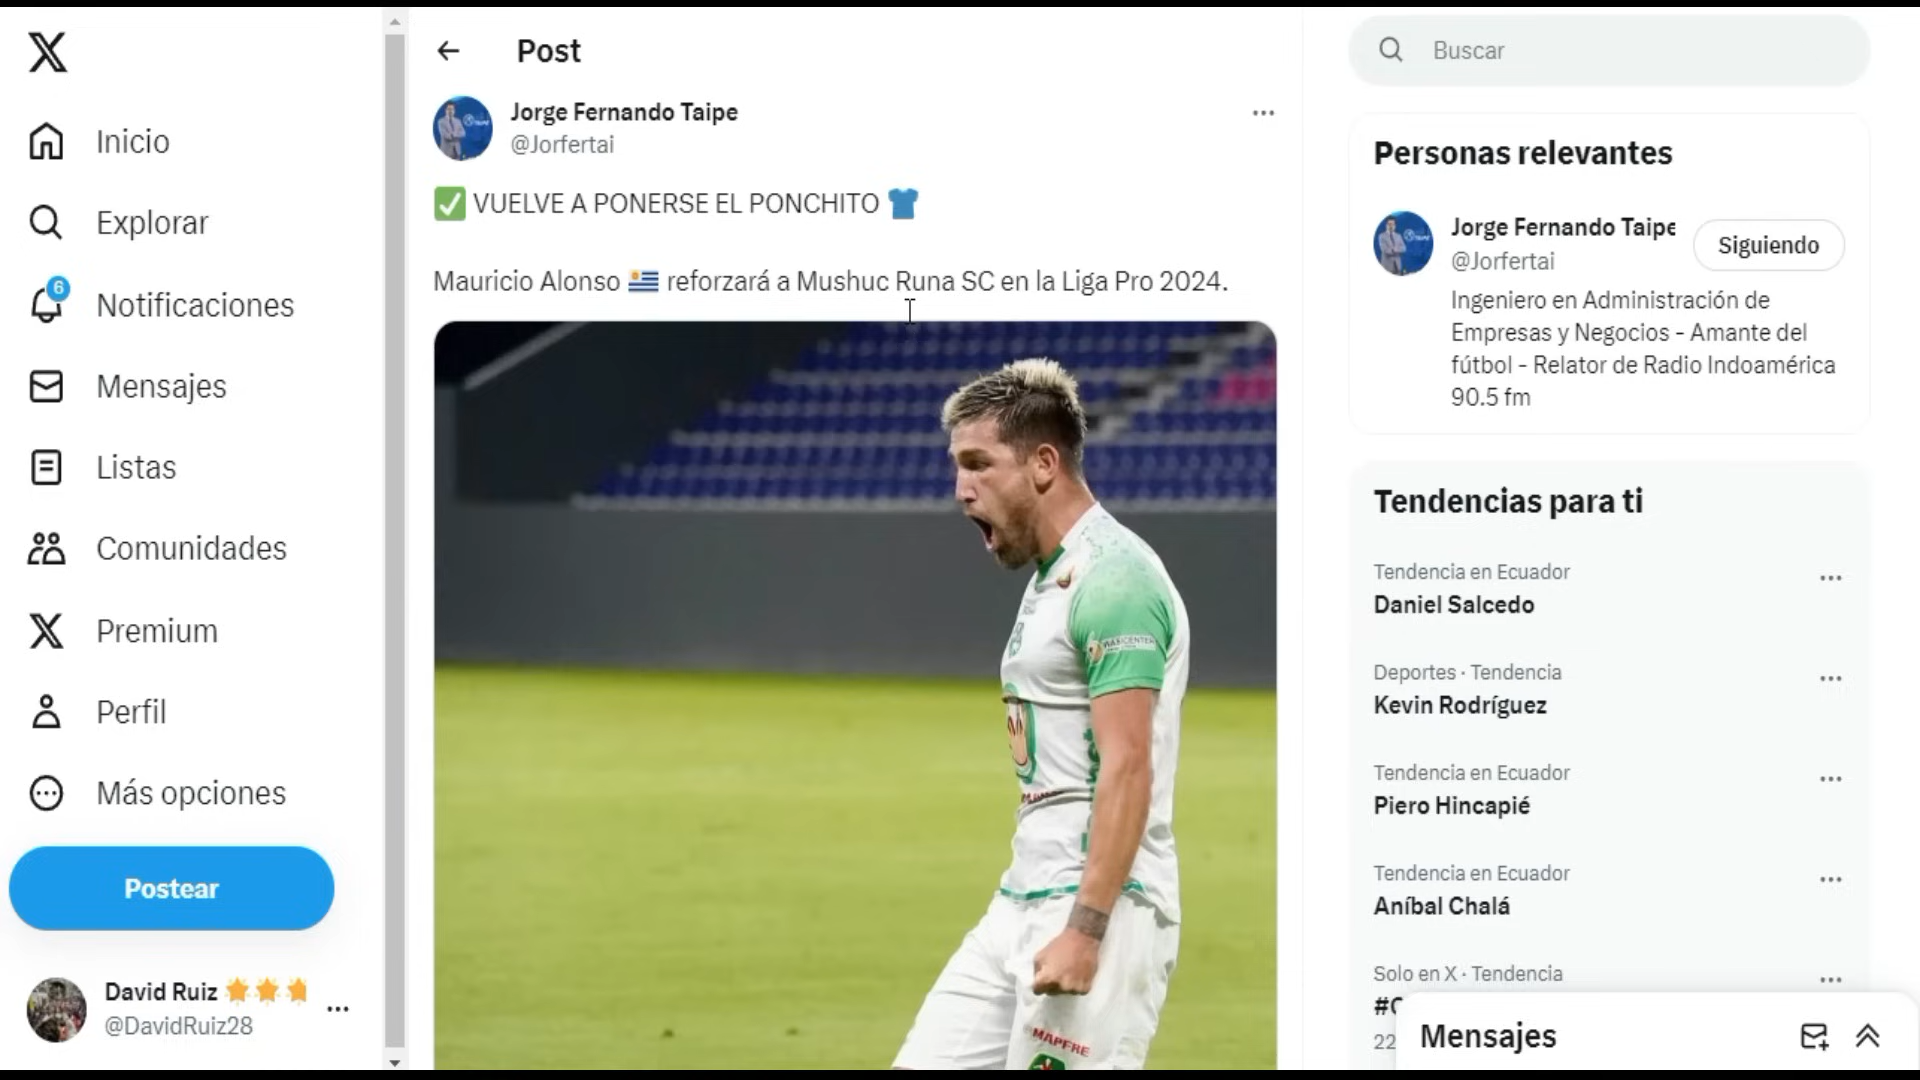 Inicio
Explorar
6
Notificaciones
Mensajes
Listas
Comunidades
Premium
Perfil
Más opciones
Postear
David Ruiz
@DavidRuiz28
Post
Jorge Fernando Taipe
@Jorfertai
✅ VUELVE A PONERSE EL PONCHITO 👕
Mauricio Alonso 🇺🇾 reforzará a Mushuc Runa SC en la Liga Pro 2024.
MAPFRE
Buscar
Personas relevantes
Jorge Fernando Taipe
@Jorfertai
Siguiendo
Ingeniero en Administración de
Empresas y Negocios - Amante del
fútbol - Relator de Radio Indoamérica
90.5 fm
Tendencias para ti
Tendencia en Ecuador
Daniel Salcedo
Deportes · Tendencia
Kevin Rodríguez
Tendencia en Ecuador
Piero Hincapié
Tendencia en Ecuador
Aníbal Chalá
Solo en X · Tendencia
22
Mensajes